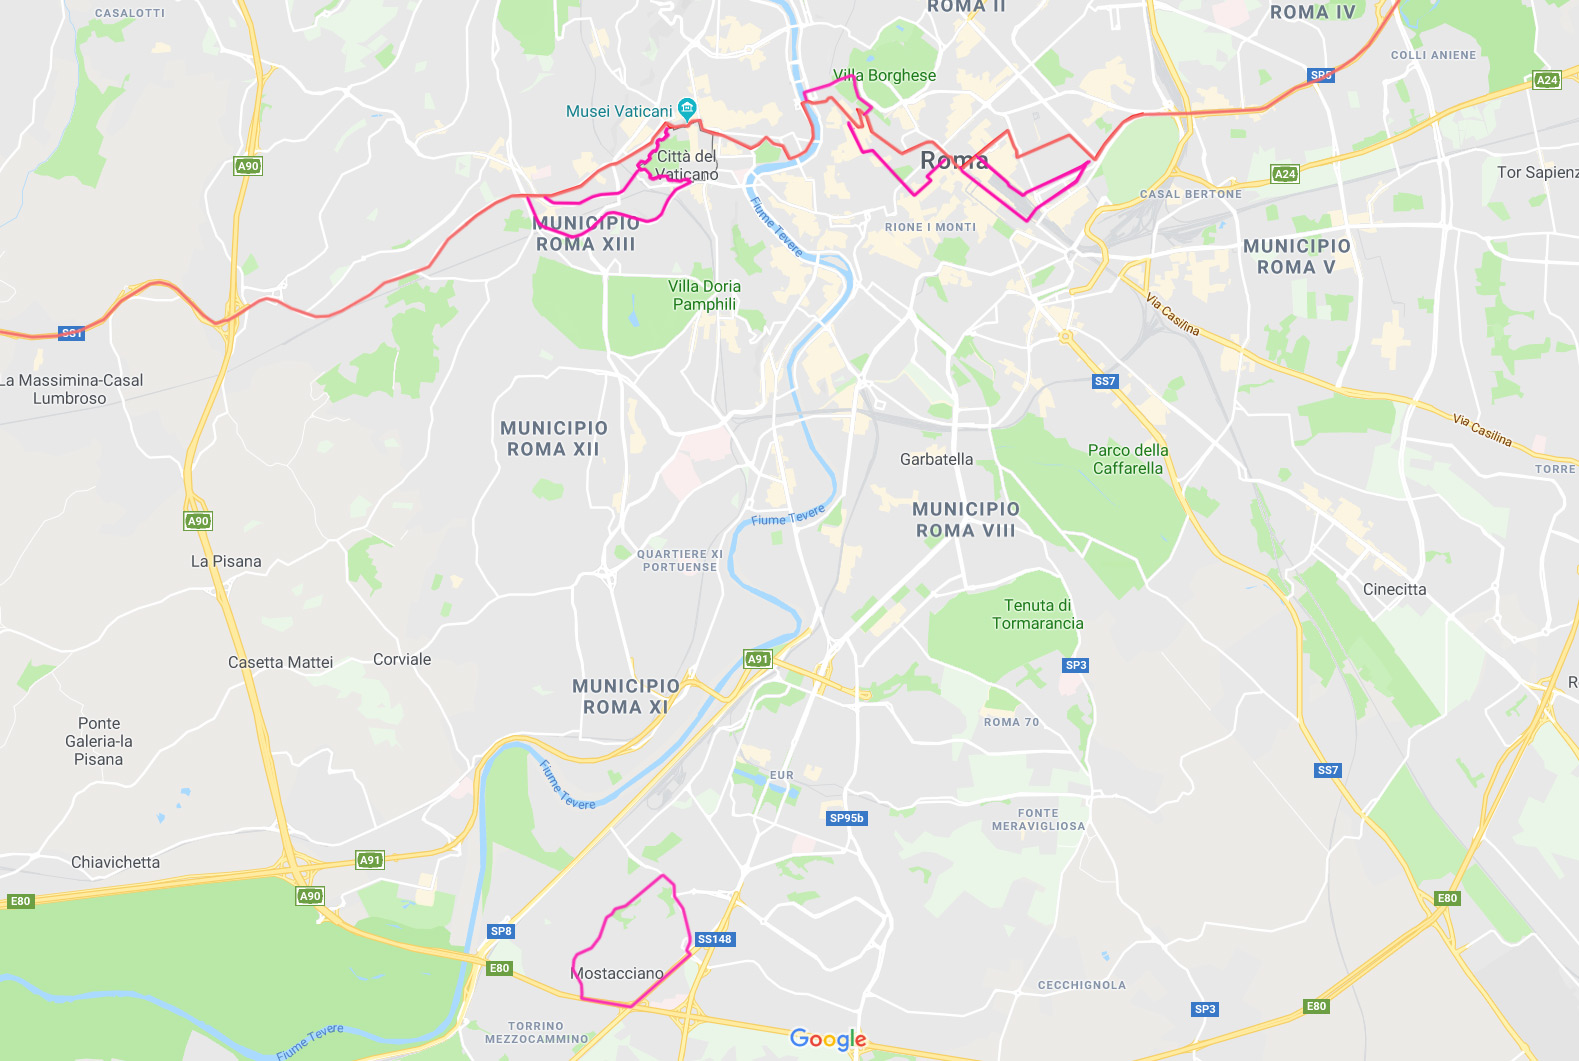 CASALOTTI
ROMA II
ROMA IV
COLLI ANIENE
Villa Borghese
SP5
A24
Musei Vaticani
A90
Città del
Vaticano
Roma
A24
Tor Sapienz
CASAL BERTONE
Fiume Tevere
MUNICIPIO
ROMA XIII
RIONE I MONTI
MUNICIPIO
ROMA V
Villa Doria
Pamphili
Via Casilina
SS1
La Massimina-Casal
Lumbroso
SS7
MUNICIPIO
ROMA XII
Via Casilina
Garbatella
Parco della
Caffarella
TORRE
A90
Fiume Tevere
MUNICIPIO
ROMA VIII
La Pisana
QUARTIERE XI
PORTUENSE
Cinecitta
Tenuta di
Tormarancia
Casetta Mattei
Corviale
A91
SP3
MUNICIPIO
ROMA XI
R
Ponte
Galeria-la
Pisana
ROMA 70
Fiume Tevere
EUR
SS7
SP95b
FONTE
MERAVIGLIOSA
Chiavichetta
A91
A90
E80
E80
SP8
SS148
E80
Mostacciano
CECCHIGNOLA
SP3
E80
TORRINO
MEZZOCAMMINO
Fiume Tevere
Google